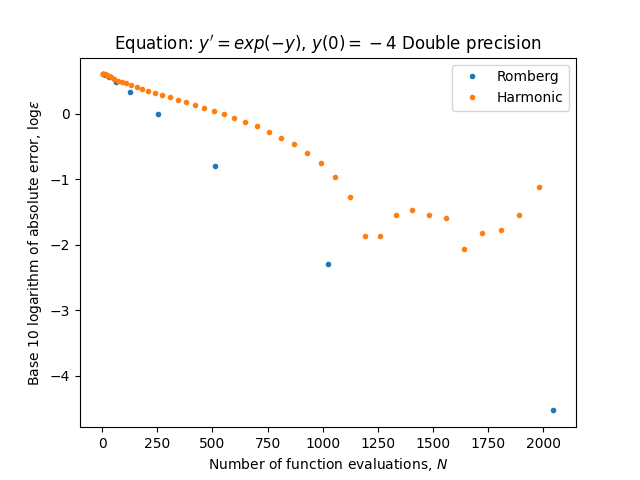 Equation: y′ = exp(−y), y(0) = −4 Double precision
Romberg
Harmonic
Base 10 logarithm of absolute error, logε
0
−1
−2
−3
−4
0 250 500 750 1000 1250 1500 1750 2000
Number of function evaluations, N